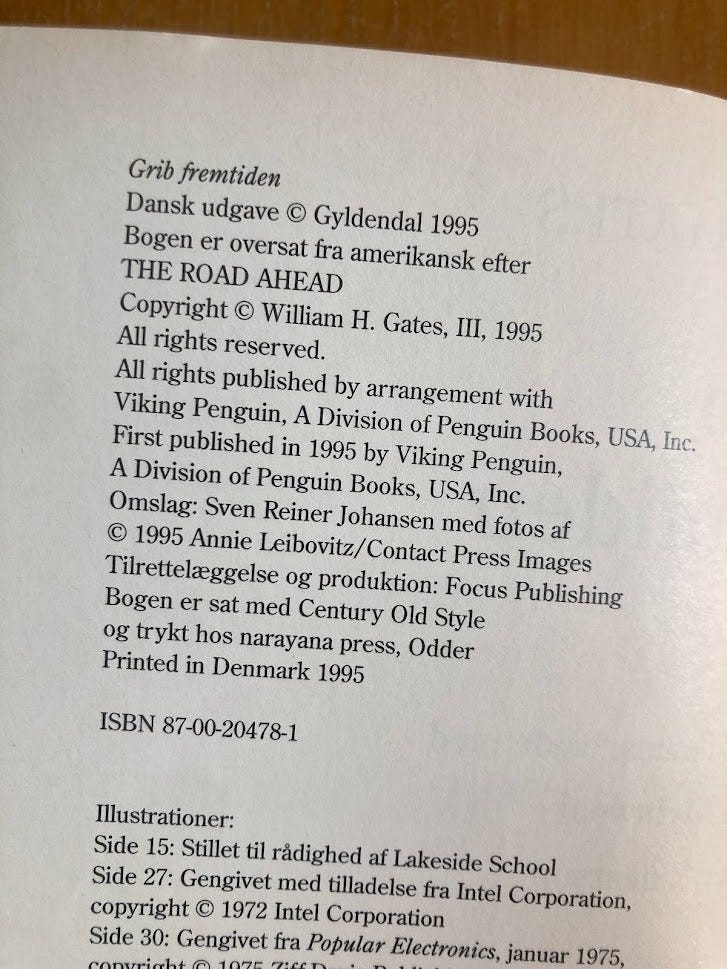 Grib fremtiden
Dansk udgave © Gyldendal 1995
Bogen er oversat fra amerikansk efter
THE ROAD AHEAD
Copyright © William H. Gates, III, 1995
All rights reserved.
All rights published by arrangement with
Viking Penguin, A Division of Penguin Books, USA, Inc.
First published in 1995 by Viking Penguin,
A Division of Penguin Books, USA, Inc.
Omslag: Sven Reiner Johansen med fotos af
© 1995 Annie Leibovitz/Contact Press Images
Tilrettelæggelse og produktion: Focus Publishing
Bogen er sat med Century Old Style
og trykt hos narayana press, Odder
Printed in Denmark 1995
ISBN 87-00-20478-1
Illustrationer:
Side 15: Stillet til rådighed af Lakeside School
Side 27: Gengivet med tilladelse fra Intel Corporation,
copyright © 1972 Intel Corporation
Side 30: Gengivet fra Popular Electronics, januar 1975,
copyright © 1975